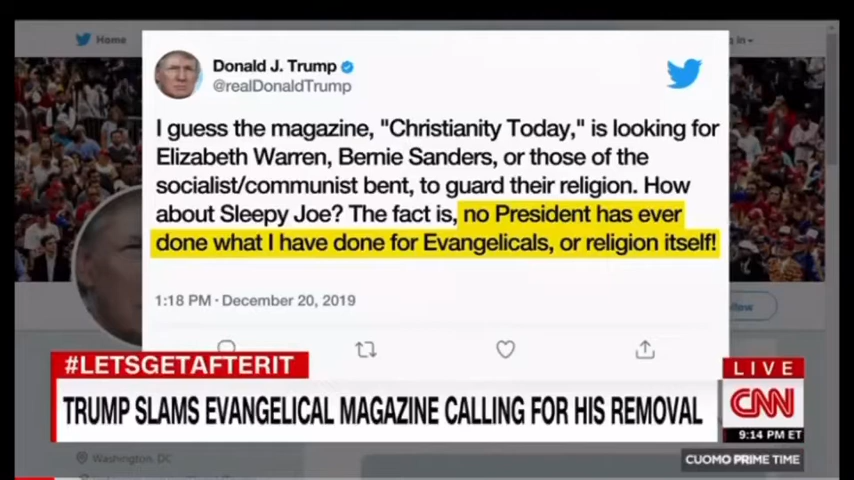 Home
Donald J. Trump
@realDonaldTrump
I guess the magazine, "Christianity Today," is looking for
Elizabeth Warren, Bernie Sanders, or those of the
socialist/communist bent, to guard their religion. How
about Sleepy Joe? The fact is, no President has ever
done what I have done for Evangelicals, or religion itself!
1:18 PM · December 20, 2019
#LETSGETAFTERIT
TRUMP SLAMS EVANGELICAL MAGAZINE CALLING FOR HIS REMOVAL
LIVE
CNN
9:14 PM ET
Washington, DC
CUOMO PRIME TIME